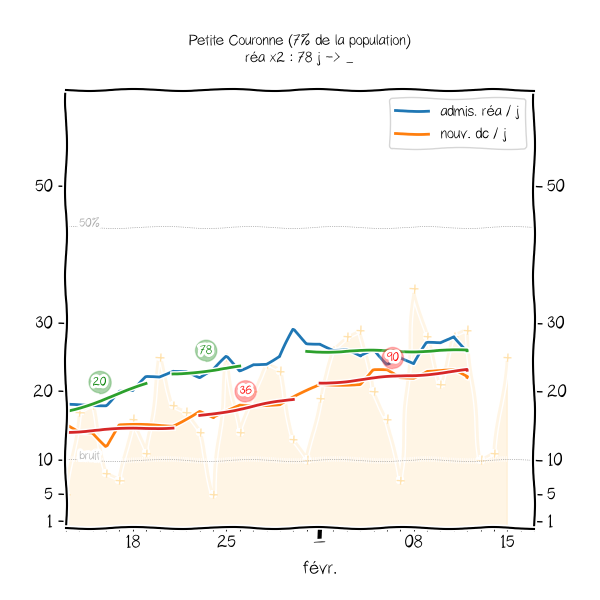 Petite Couronne (7% de la population)
réa x2 : 78 j -> _
admis. réa / j
nouv. dc / j
50 50
50%
30 30
78
90
20
36
20 20
bruit
10 10
5 5
1 1
18 25 1 08 15
févr.